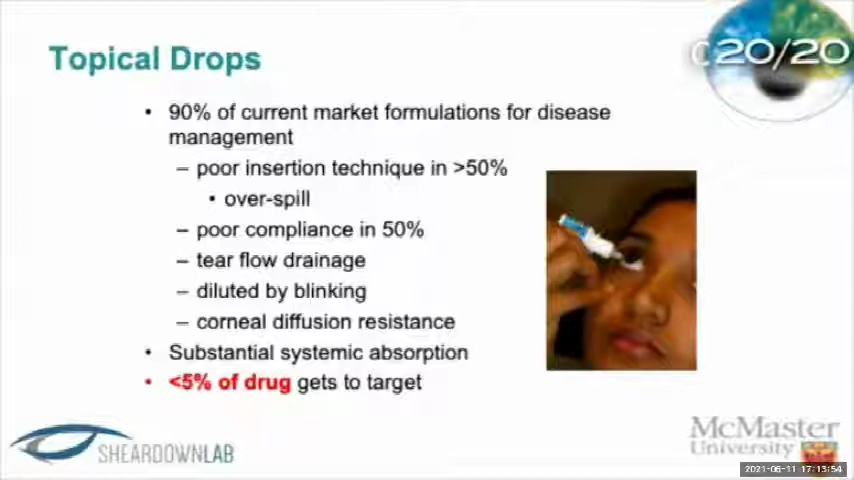 Topical Drops
C20/20
• 90% of current market formulations for disease
management
– poor insertion technique in >50%
• over-spill
– poor compliance in 50%
– tear flow drainage
– diluted by blinking
– corneal diffusion resistance
• Substantial systemic absorption
• <5% of drug gets to target
SHEARDOWNLAB
McMaster
University
2021-06-11 17:13:54